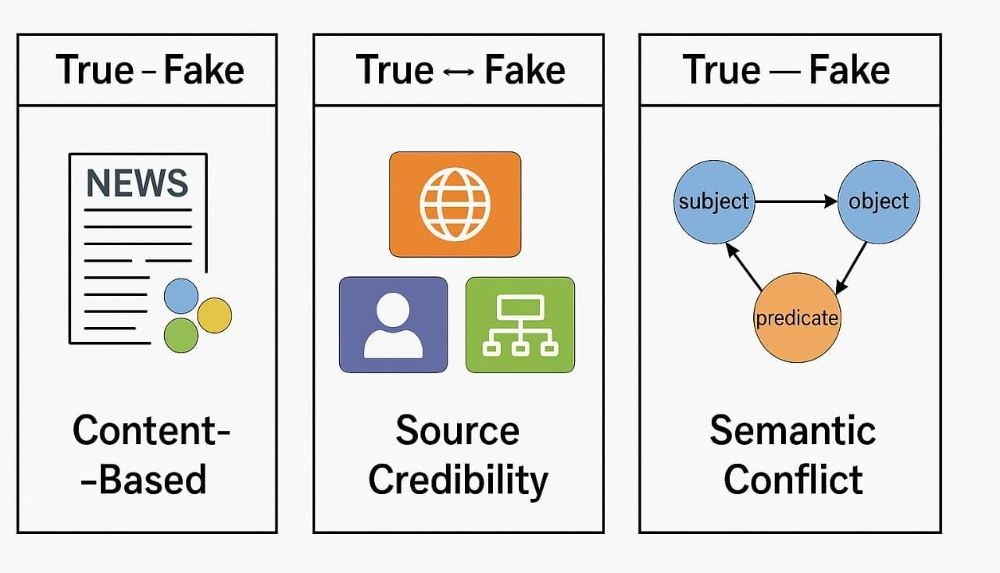 True – Fake
NEWS
Content-
-Based
True ↔ Fake
Source
Credibility
True — Fake
subject
object
predicate
Semantic
Conflict